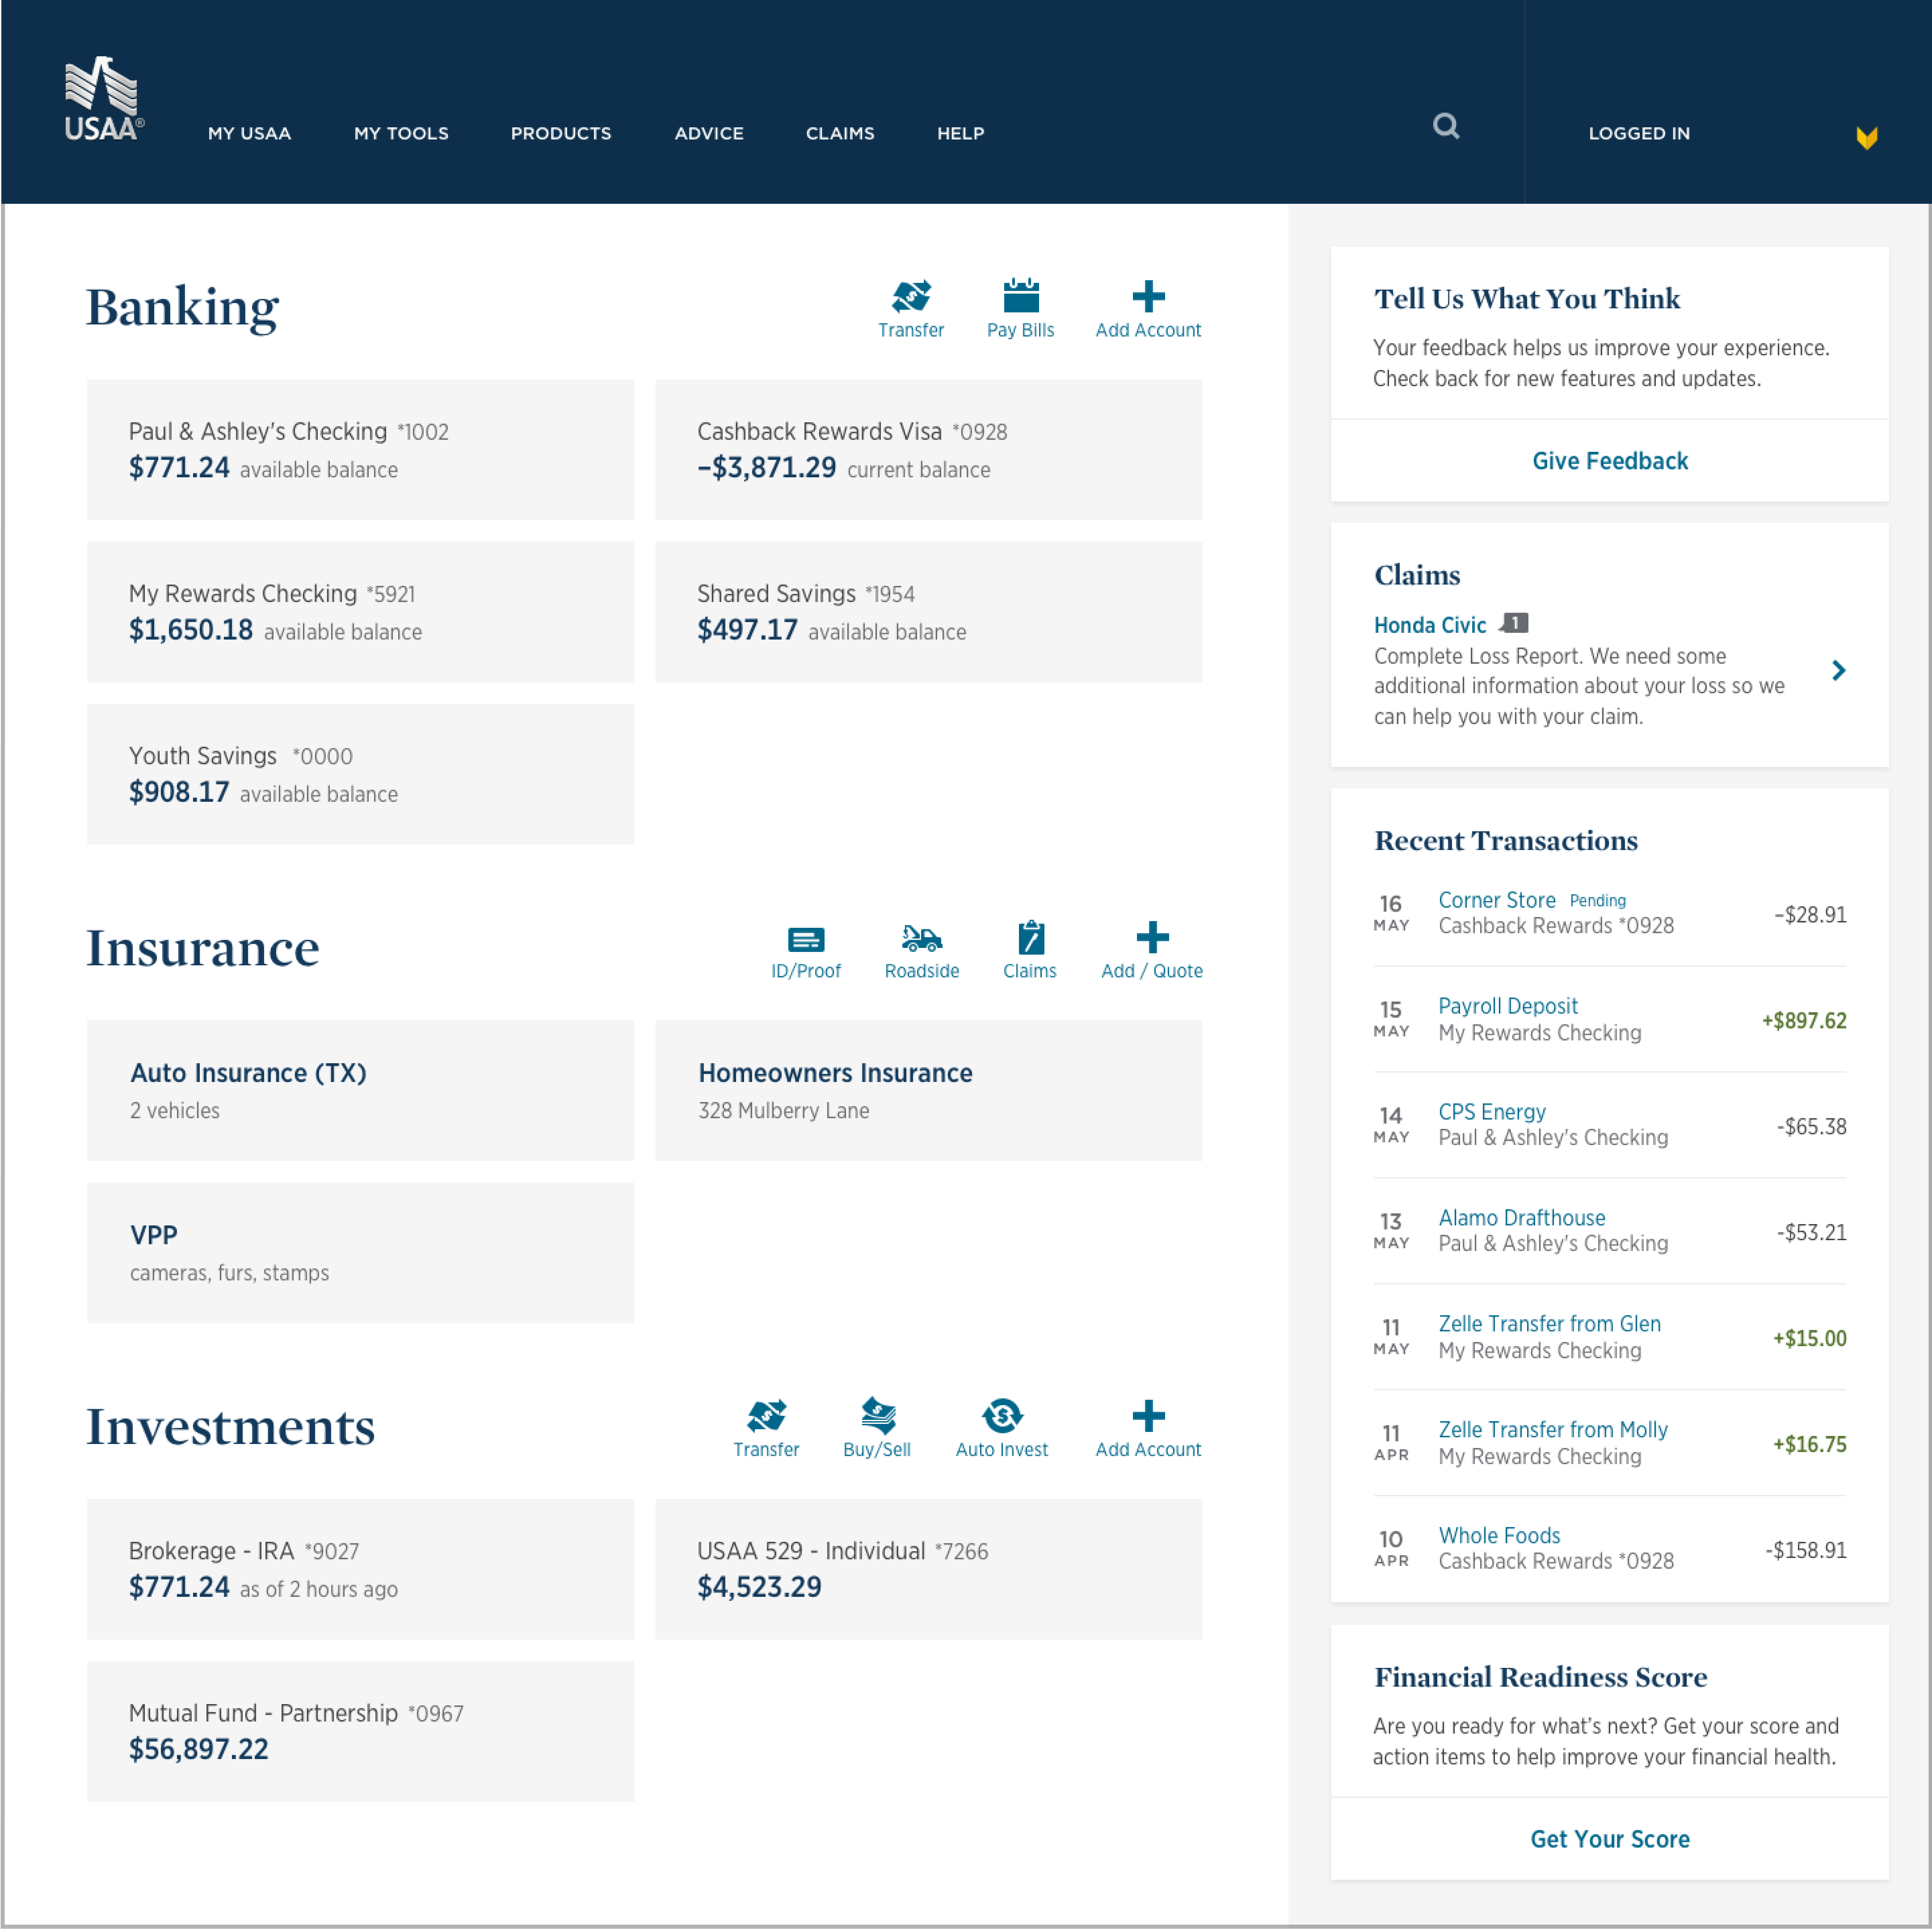 USAA®
MY USAA
MY TOOLS
PRODUCTS
ADVICE
CLAIMS
HELP
LOGGED IN
Banking
Transfer
Pay Bills
Add Account
Paul & Ashley's Checking *1002
$771.24 available balance
Cashback Rewards Visa *0928
–$3,871.29 current balance
My Rewards Checking *5921
$1,650.18 available balance
Shared Savings *1954
$497.17 available balance
Youth Savings *0000
$908.17 available balance
Insurance
ID/Proof
Roadside
Claims
Add / Quote
Auto Insurance (TX)
2 vehicles
Homeowners Insurance
328 Mulberry Lane
VPP
cameras, furs, stamps
Investments
Transfer
Buy/Sell
Auto Invest
Add Account
Brokerage - IRA *9027
$771.24 as of 2 hours ago
USAA 529 - Individual *7266
$4,523.29
Mutual Fund - Partnership *0967
$56,897.22
Tell Us What You Think
Your feedback helps us improve your experience.
Check back for new features and updates.
Give Feedback
Claims
Honda Civic 1
Complete Loss Report. We need some
additional information about your loss so we
can help you with your claim.
Recent Transactions
16 MAY
Corner Store Pending
Cashback Rewards *0928
–$28.91
15 MAY
Payroll Deposit
My Rewards Checking
+$897.62
14 MAY
CPS Energy
Paul & Ashley's Checking
-$65.38
13 MAY
Alamo Drafthouse
Paul & Ashley's Checking
-$53.21
11 MAY
Zelle Transfer from Glen
My Rewards Checking
+$15.00
11 APR
Zelle Transfer from Molly
My Rewards Checking
+$16.75
10 APR
Whole Foods
Cashback Rewards *0928
-$158.91
Financial Readiness Score
Are you ready for what’s next? Get your score and
action items to help improve your financial health.
Get Your Score